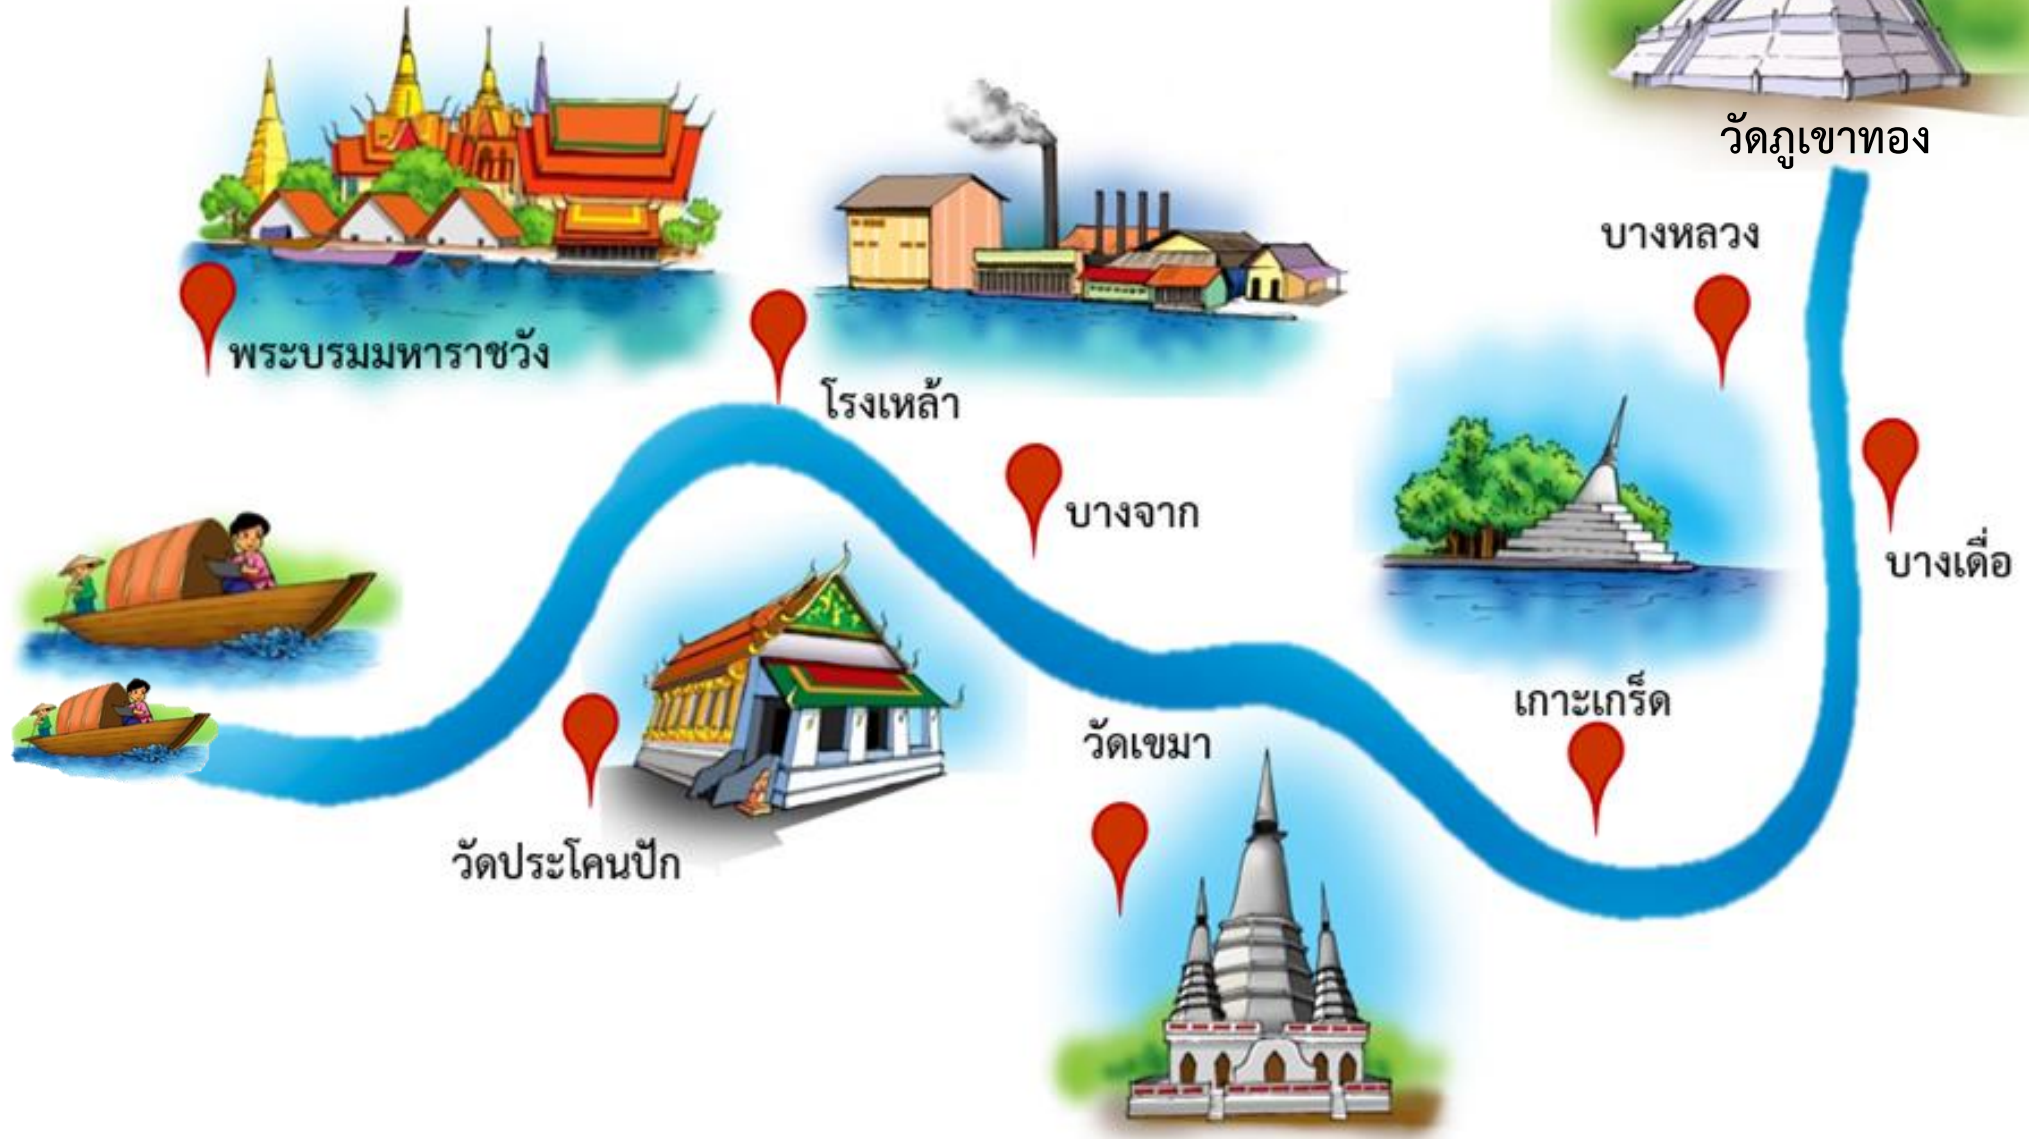 วัดภูเขาทอง
บางหลวง
พระบรมมหาราชวัง
โรงเหล้า
บางจาก
บางเดื่อ
เกาะเกร็ด
วัดเขมา
วัดประโคนปัก